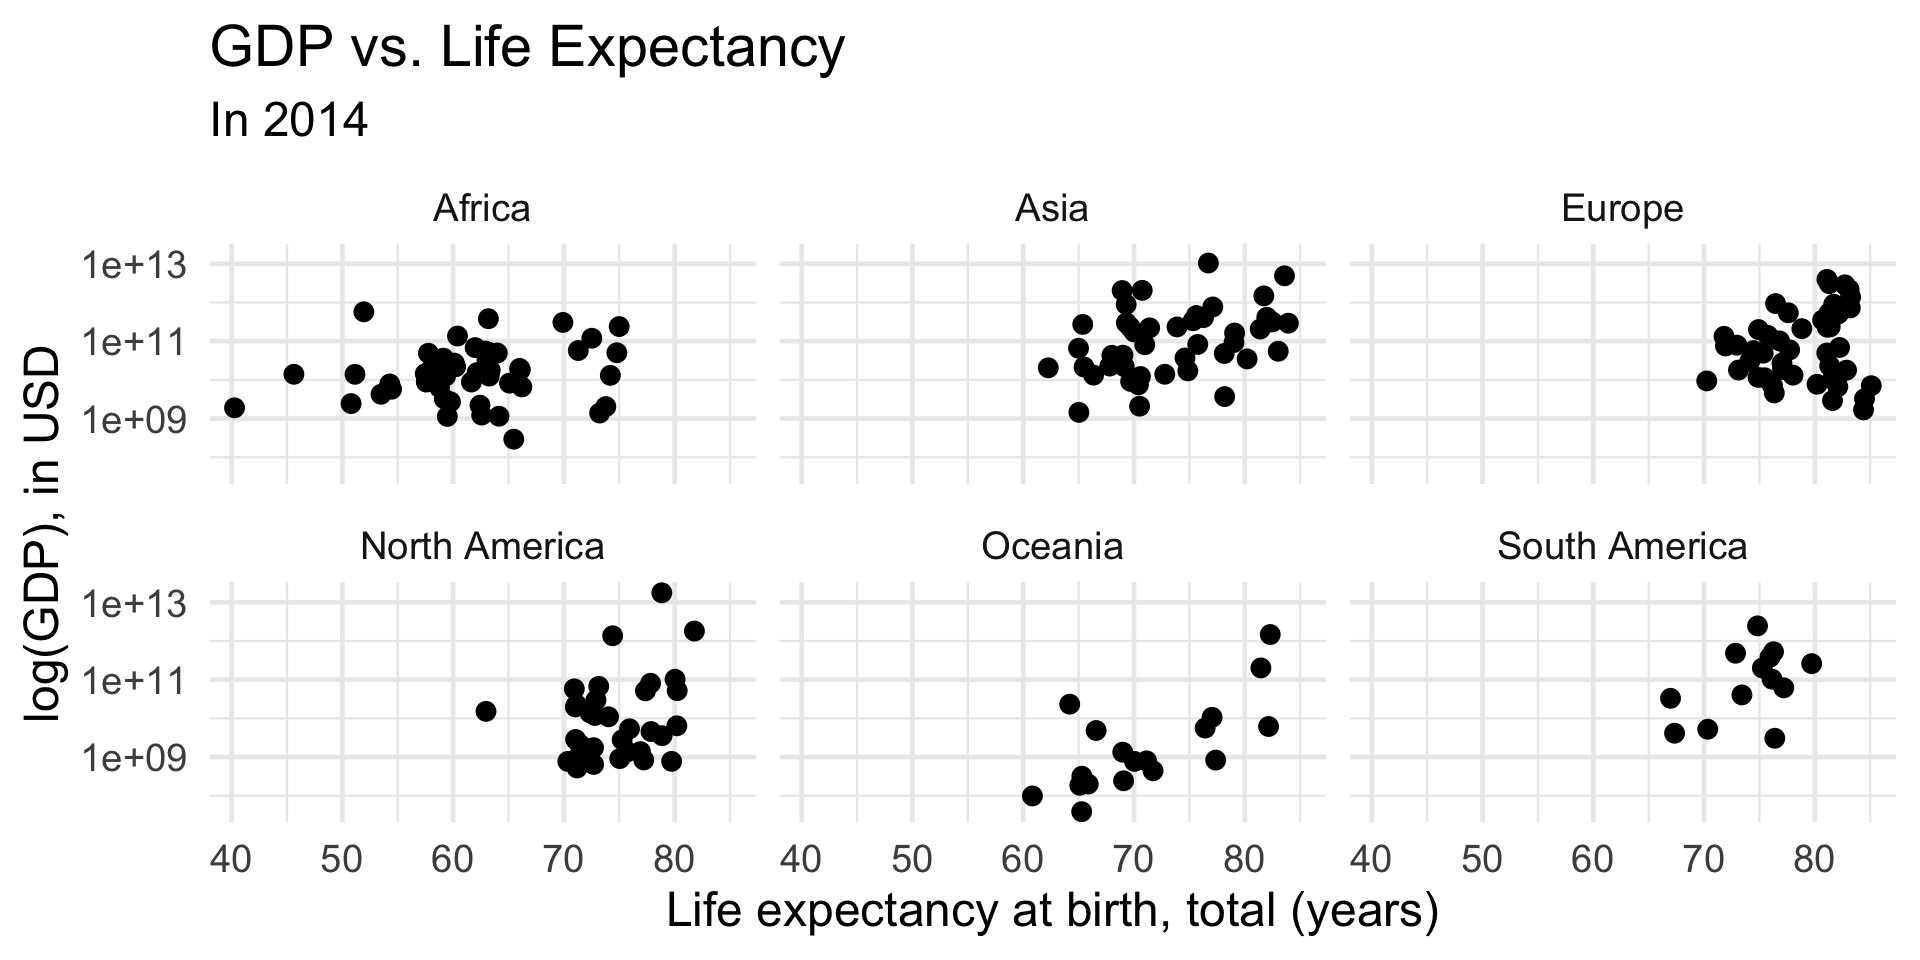 GDP vs. Life Expectancy
In 2014
Africa
Asia
Europe
1e+13
1e+11
1e+09
log(GDP), in USD
North America
Oceania
South America
1e+13
1e+11
1e+09
40 50 60 70 80
40 50 60 70 80
40 50 60 70 80
Life expectancy at birth, total (years)